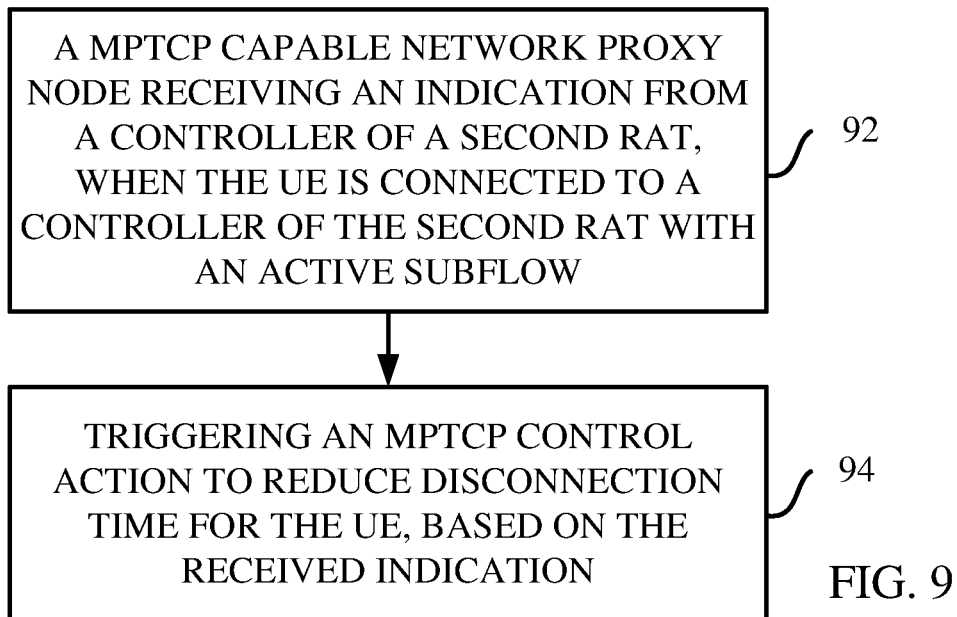 A MPTCP CAPABLE NETWORK PROXY
NODE RECEIVING AN INDICATION FROM
A CONTROLLER OF A SECOND RAT,
WHEN THE UE IS CONNECTED TO A
CONTROLLER OF THE SECOND RAT WITH
AN ACTIVE SUBFLOW
92
TRIGGERING AN MPTCP CONTROL
ACTION TO REDUCE DISCONNECTION
TIME FOR THE UE, BASED ON THE
RECEIVED INDICATION
94
FIG. 9